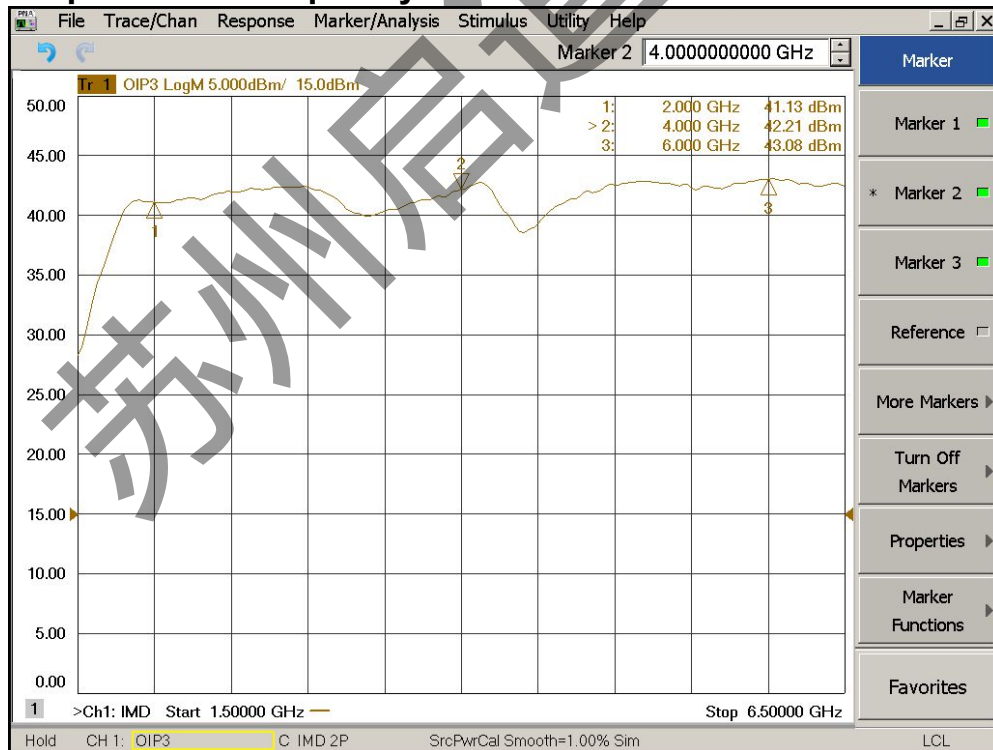 File Trace/Chan Response Marker/Analysis Stimulus Utility Help
Marker 2 4.0000000000 GHz
Tr 1 OIP3 LogM 5.000dBm/ 15.0dBm
1: 2.000 GHz 41.13 dBm
> 2: 4.000 GHz 42.21 dBm
3: 6.000 GHz 43.08 dBm
50.00
45.00
40.00
35.00
30.00
25.00
20.00
15.00
10.00
5.00
0.00
1
2
3
1 >Ch1: IMD Start 1.50000 GHz Stop 6.50000 GHz
Hold CH 1: OIP3 C IMD 2P SrcPwrCal Smooth=1.00% Sim LCL
Marker
Marker 1
* Marker 2
Marker 3
Reference
More Markers
Turn Off
Markers
Properties
Marker
Functions
Favorites
苏州启